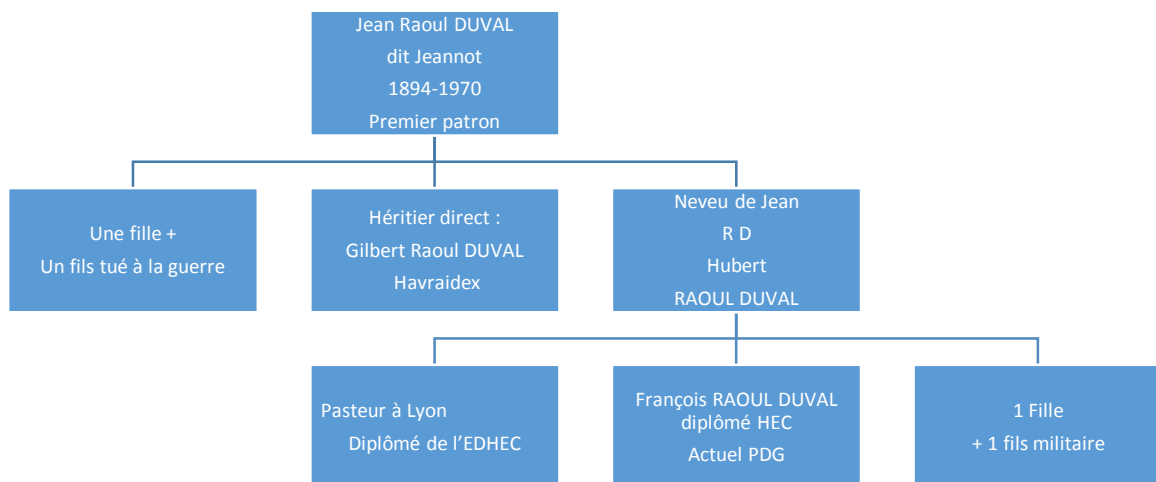 Jean Raoul DUVAL
dit Jeannot
1894-1970
Premier patron
Une fille +
Un fils tué à la guerre
Héritier direct :
Gilbert Raoul DUVAL
Havraidex
Neveu de Jean
R D
Hubert
RAOUL DUVAL
Pasteur à Lyon
Diplômé de l’EDHEC
François RAOUL DUVAL
diplômé HEC
Actuel PDG
1 Fille
+ 1 fils militaire